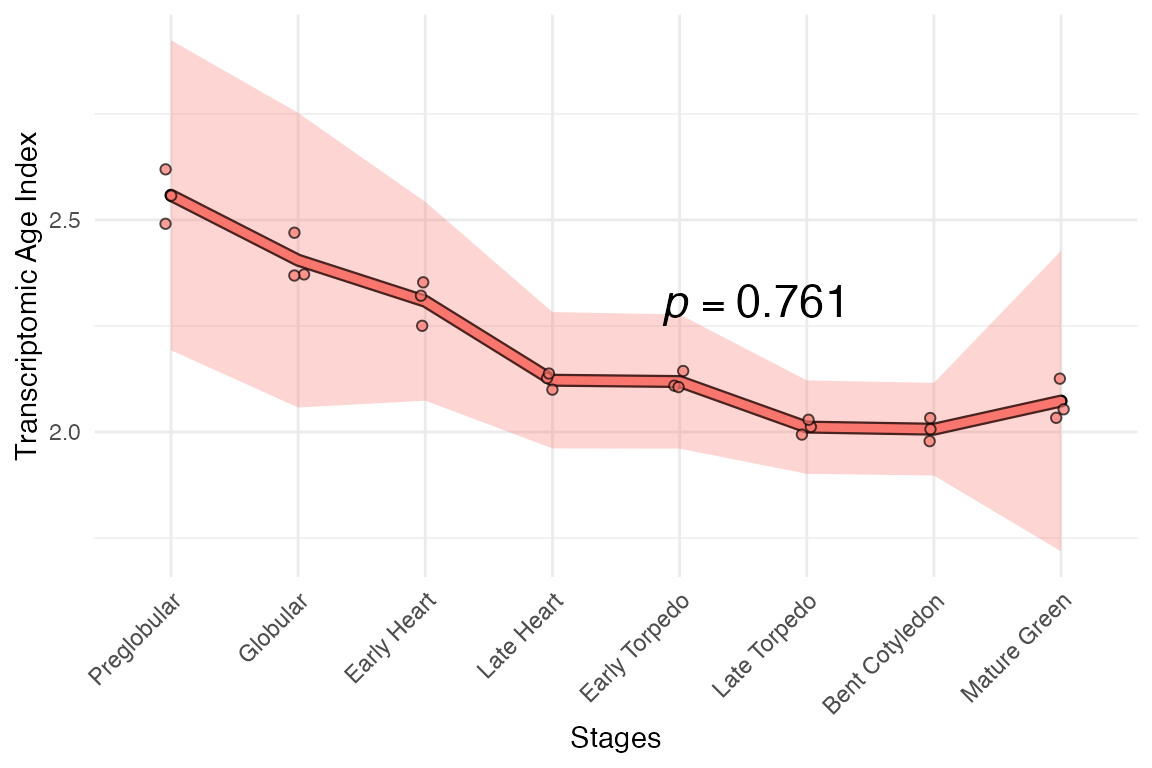 Transcriptomic Age Index
2.5
2.0
p = 0.761
Preglobular
Globular
Early Heart
Late Heart
Early Torpedo
Late Torpedo
Bent Cotyledon
Mature Green
Stages